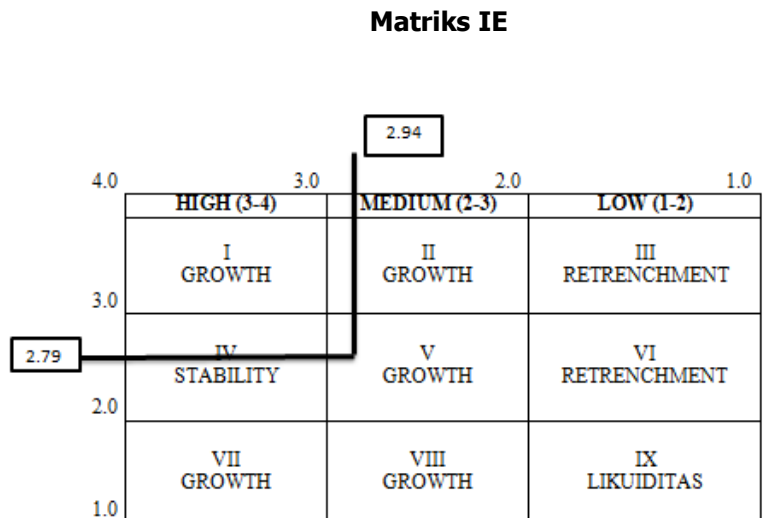 Matriks IE
2.94
4.0 3.0 2.0 1.0
HIGH (3-4) MEDIUM (2-3) LOW (1-2)
I II III
GROWTH GROWTH RETRENCHMENT
3.0
2.79 IV V VI
STABILITY GROWTH RETRENCHMENT
2.0
VII VIII IX
GROWTH GROWTH LIKUIDITAS
1.0